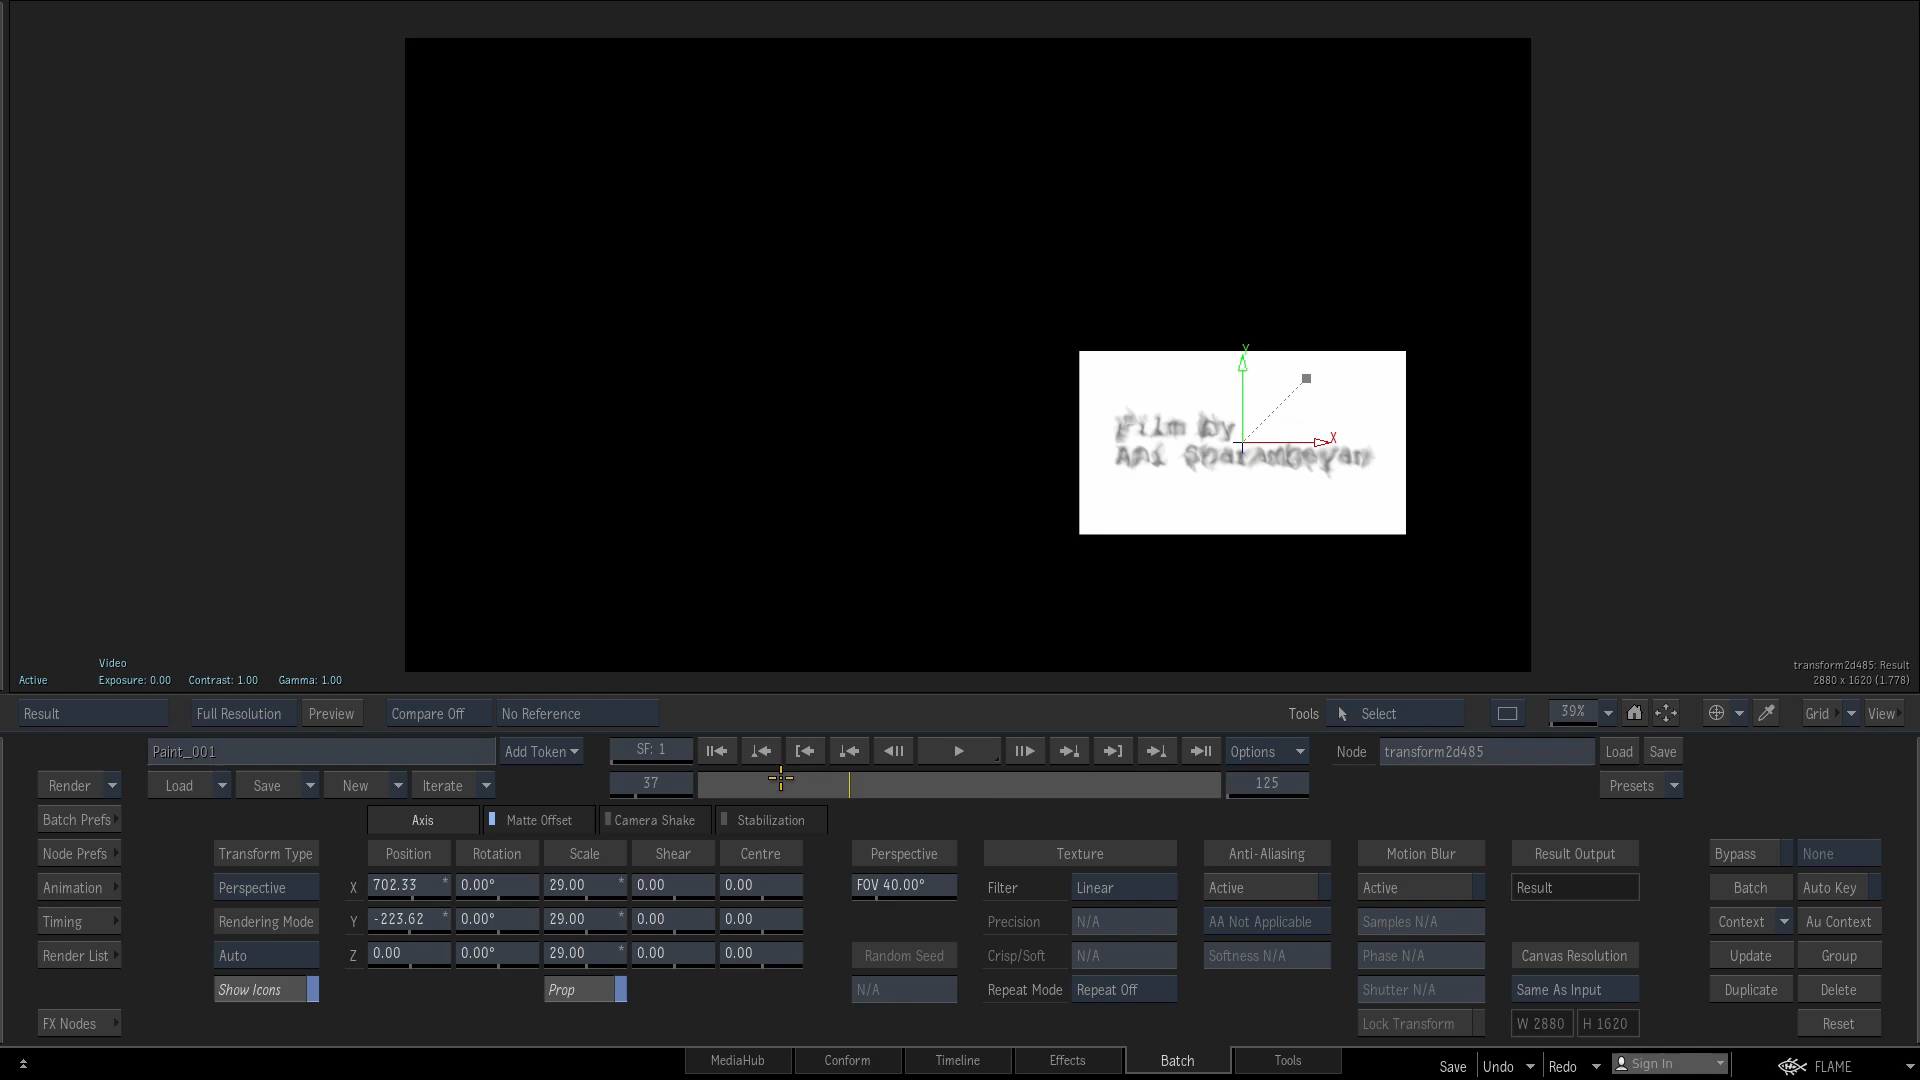 Y
Film by
X
Ani
Video
Active Exposure: 0.00 Contrast: 1.00 Gamma: 1.00
transform2d485: Result
2880 x 1620 (1.778)
Result Full Resolution Preview Compare Off No Reference Tools Select 39% Grid View
Paint_001 Add Token SF: 1 Options Node transform2d485 Load Save
Render Load Save New Iterate 37 125 Presets
Batch Prefs Axis Matte Offset Camera Shake Stabilization
Node Prefs Transform Type Position Rotation Scale Shear Centre Perspective Texture Anti-Aliasing Motion Blur Result Output Bypass None
Animation Perspective X 702.33 * 0.00° 29.00 * 0.00 0.00 FOV 40.00° Filter Linear Active Active Result Batch Auto Key
Timing Rendering Mode Y -223.62 * 0.00° 29.00 * 0.00 0.00 Precision N/A AA Not Applicable Samples N/A Context Au Context
Render List Auto Z 0.00 0.00° 29.00 * 0.00 0.00 Random Seed Crisp/Soft N/A Softness N/A Phase N/A Canvas Resolution Update Group
Show Icons Prop N/A Repeat Mode Repeat Off Shutter N/A Same As Input Duplicate Delete
FX Nodes Lock Transform W 2880 H 1620 Reset
MediaHub Conform Timeline Effects Batch Tools Save Undo Redo Sign In FLAME